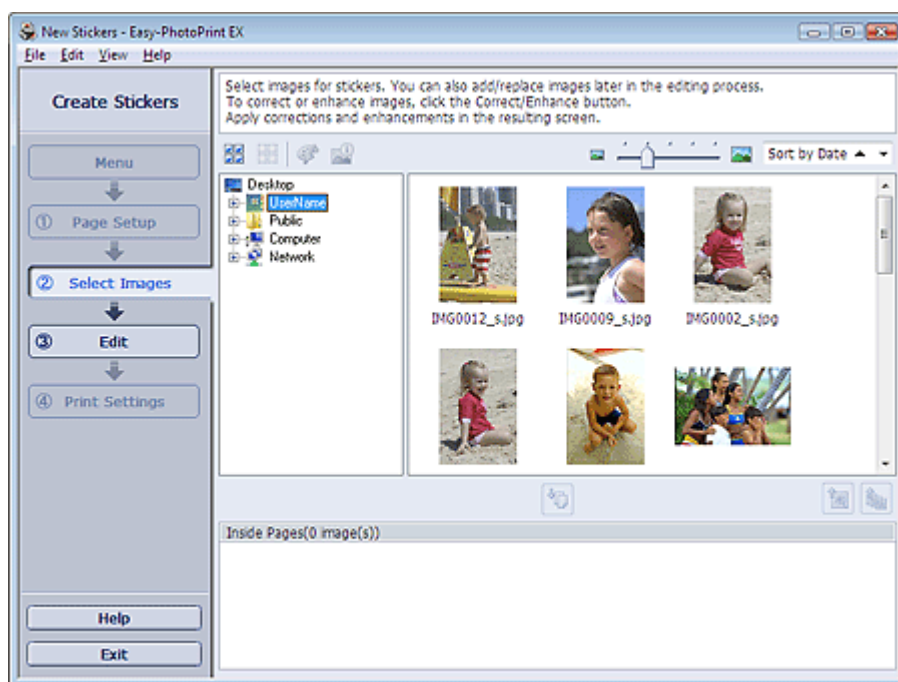 New Stickers - Easy-PhotoPrint EX
File Edit View Help
Create Stickers
Menu
① Page Setup
② Select Images
③ Edit
④ Print Settings
Help
Exit
Select images for stickers. You can also add/replace images later in the editing process.
To correct or enhance images, click the Correct/Enhance button.
Apply corrections and enhancements in the resulting screen.
Sort by Date
Desktop
UserName
Public
Computer
Network
IMG0012_s.jpg IMG0009_s.jpg IMG0002_s.jpg
Inside Pages(0 image(s))